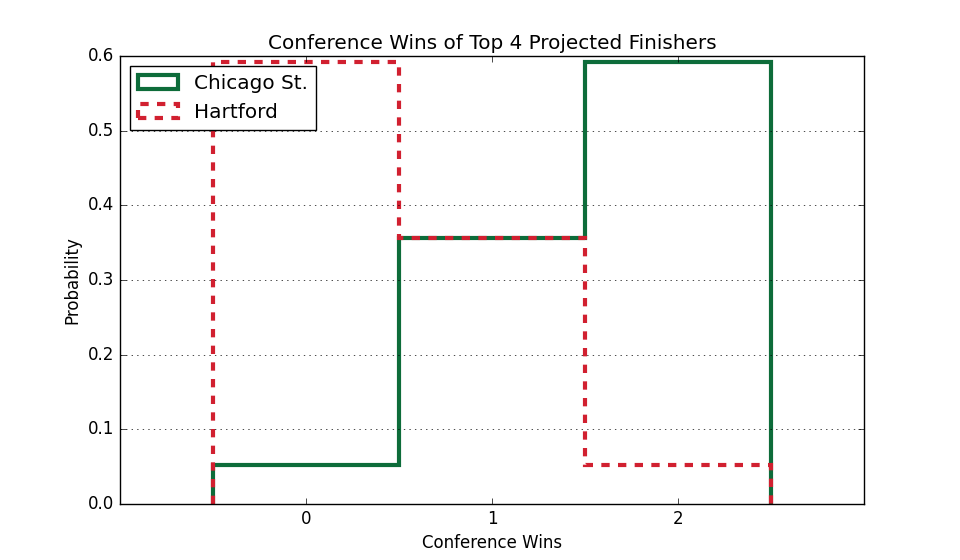 Conference Wins of Top 4 Projected Finishers
0.6
Chicago St.
Hartford
0.5
0.4
0.3
0.2
0.1
0.0
Probability
0 1 2
Conference Wins